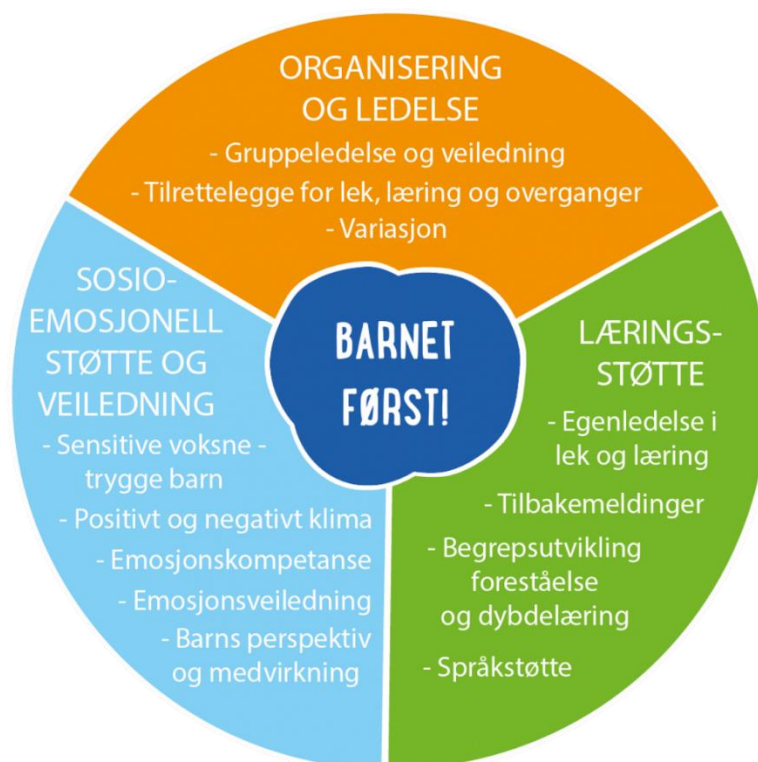 ORGANISERING
OG LEDELSE
- Gruppeledelse og veiledning
- Tilrettelegge for lek, læring og overganger
- Variasjon
SOSIO-
EMOSJONELL
STØTTE OG
VEILEDNING
- Sensitive voksne -
trygge barn
- Positivt og negativt klima
- Emosjonskompetanse
- Emosjonsveiledning
- Barns perspektiv
og medvirkning
BARNET
FØRST!
LÆRINGS-
STØTTE
- Egenledelse i
lek og læring
- Tilbakemeldinger
- Begrepsutvikling
foreståelse
og dybdelæring
- Språkstøtte